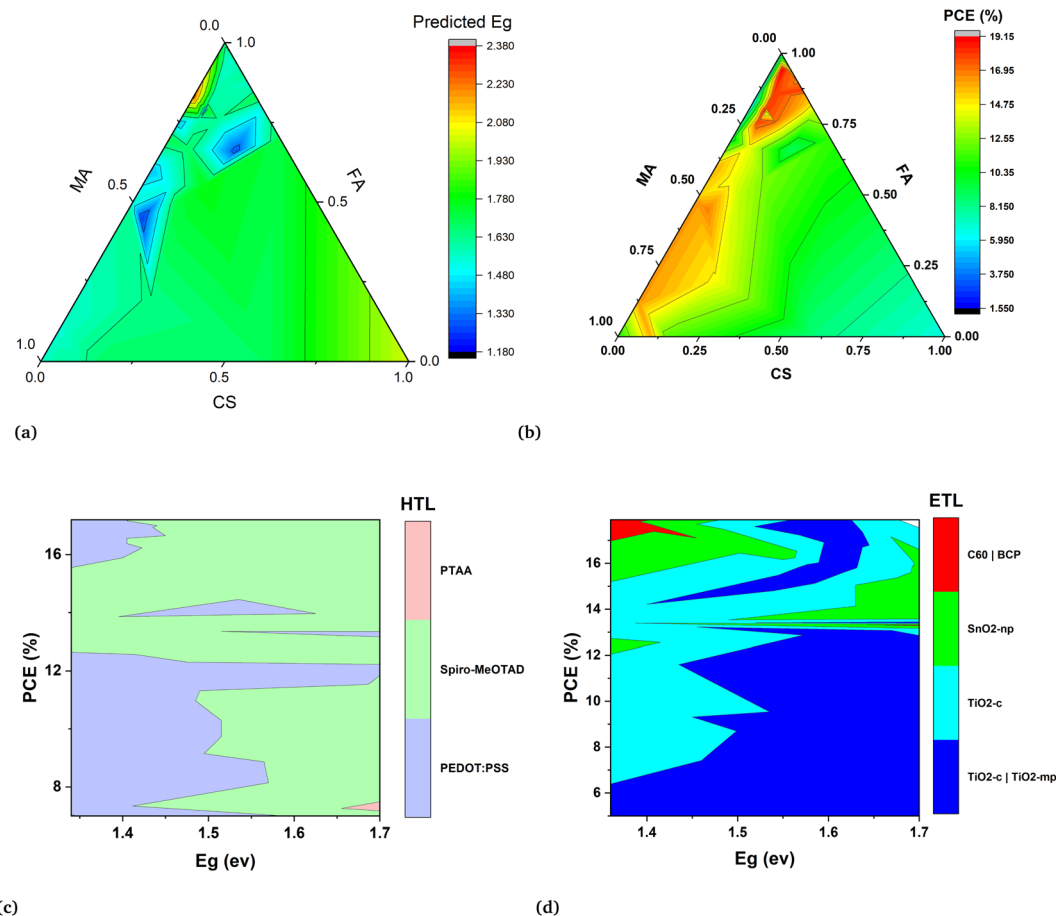 Predicted Eg
0.0
1.0
2.380
2.230
2.080
1.930
1.780
1.630
1.480
1.330
1.180
MA
FA
0.5
0.5
1.0
0.0
0.0
0.5
1.0
CS
(a)
PCE (%)
0.00
1.00
19.15
16.95
14.75
12.55
10.35
8.150
5.950
3.750
1.550
0.25
0.75
MA
FA
0.50
0.50
0.75
0.25
1.00
0.00
0.00
0.25
0.50
0.75
1.00
CS
(b)
HTL
PTAA
Spiro-MeOTAD
PEDOT:PSS
PCE (%)
16
12
8
1.4
1.5
1.6
1.7
Eg (ev)
(c)
ETL
C60 | BCP
SnO2-np
TiO2-c
TiO2-c | TiO2-mp
PCE (%)
16
14
12
10
8
6
1.4
1.5
1.6
1.7
Eg (ev)
(d)